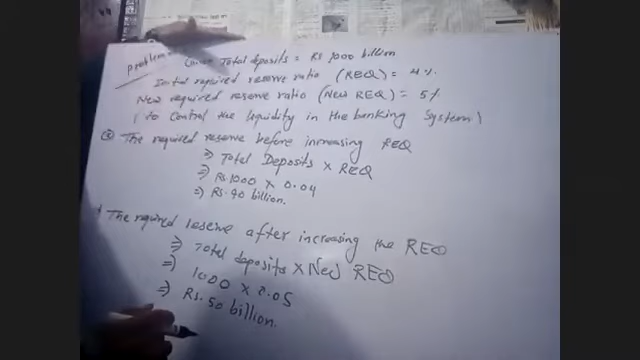 problem Given Total deposits = RS 1000 billion
Initial required reserve ratio (REQ) = 4%.
New required reserve ratio (New REQ) = 5%
(To Control the liquidity in the banking System)
(a) The required reserve before increasing REQ
⇒ Total Deposits × REQ
⇒ Rs.1000 × 0.04
⇒ Rs.40 billion.
The required reserve after increasing the REQ
⇒ Total deposits × New REQ
⇒ 1000 × 0.05
⇒ Rs.50 billion.